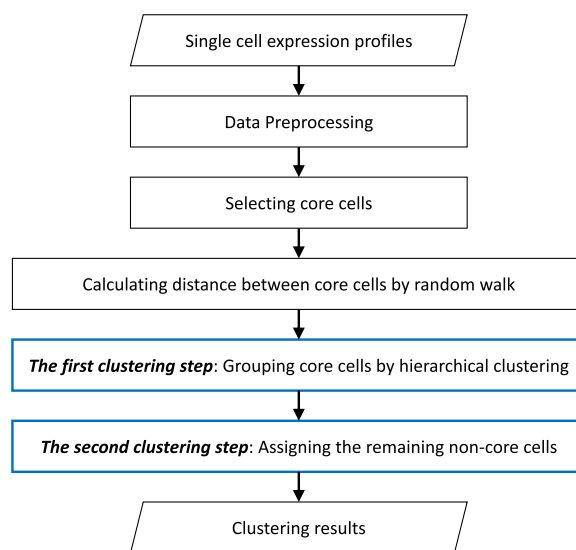 Single cell expression profiles
Data Preprocessing
Selecting core cells
Calculating distance between core cells by random walk
The first clustering step: Grouping core cells by hierarchical clustering
The second clustering step: Assigning the remaining non-core cells
Clustering results